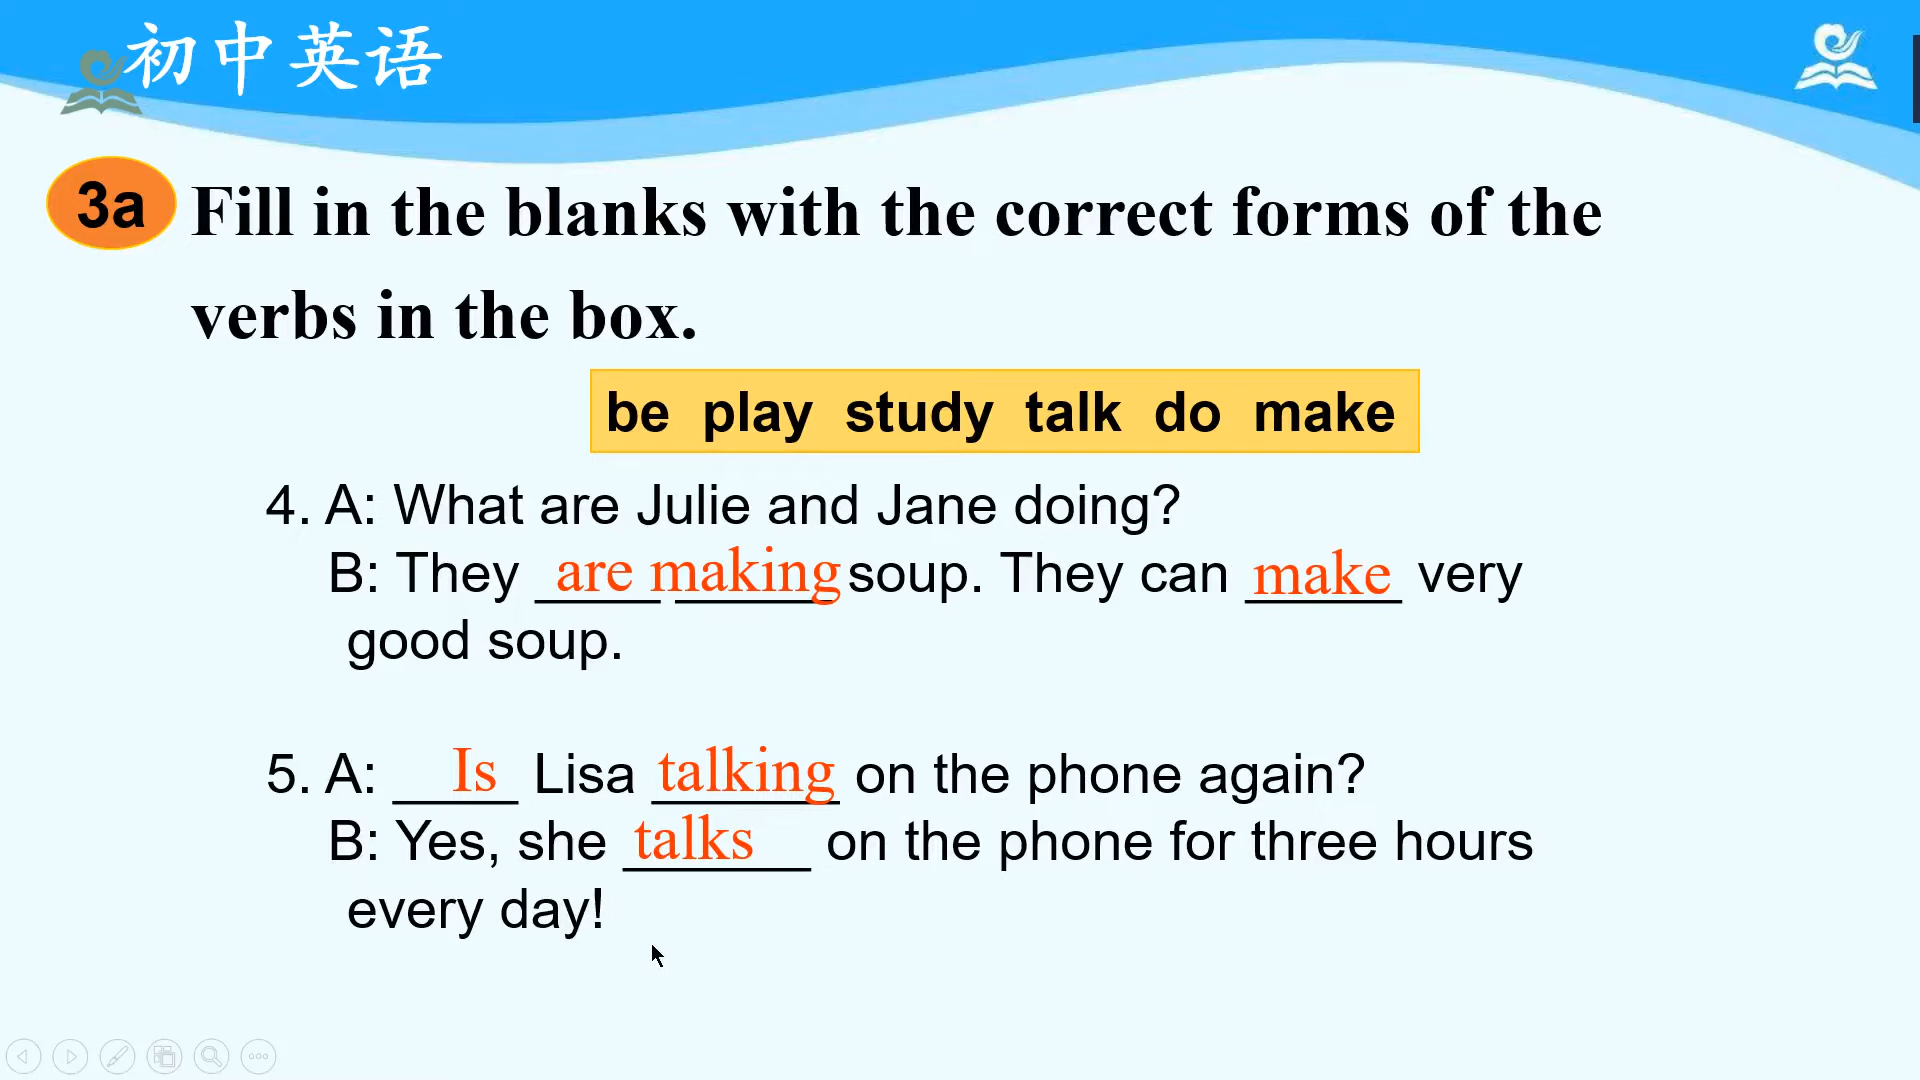 初中英语
3a Fill in the blanks with the correct forms of the
verbs in the box.
be play study talk do make
4. A: What are Julie and Jane doing?
B: They are making soup. They can make very
good soup.
5. A: Is Lisa talking on the phone again?
B: Yes, she talks on the phone for three hours
every day!